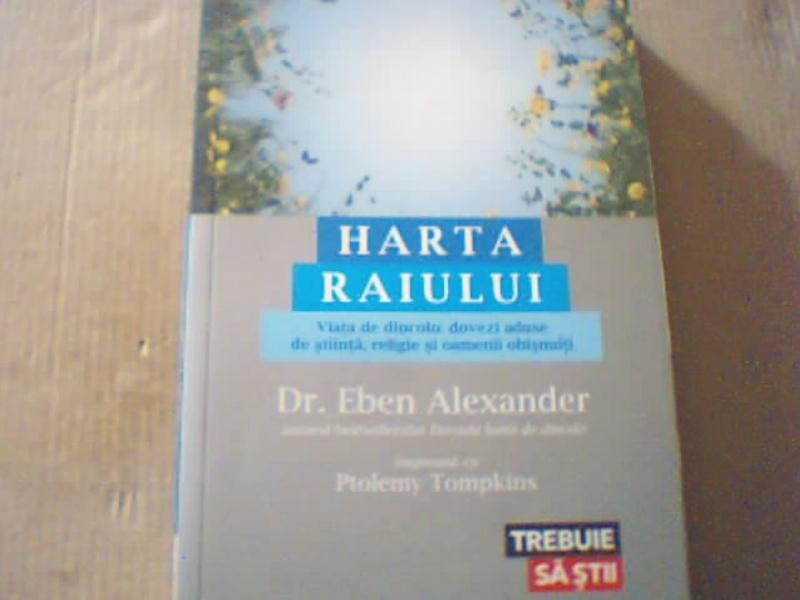 HARTA
RAIULUI
Viața de dincolo: dovezi aduse
de știință, religie și oamenii obișnuiți
Dr. Eben Alexander
autorul bestsellerului Dovada lumii de dincolo
împreună cu
Ptolemy Tompkins
TREBUIE
SĂ ȘTII